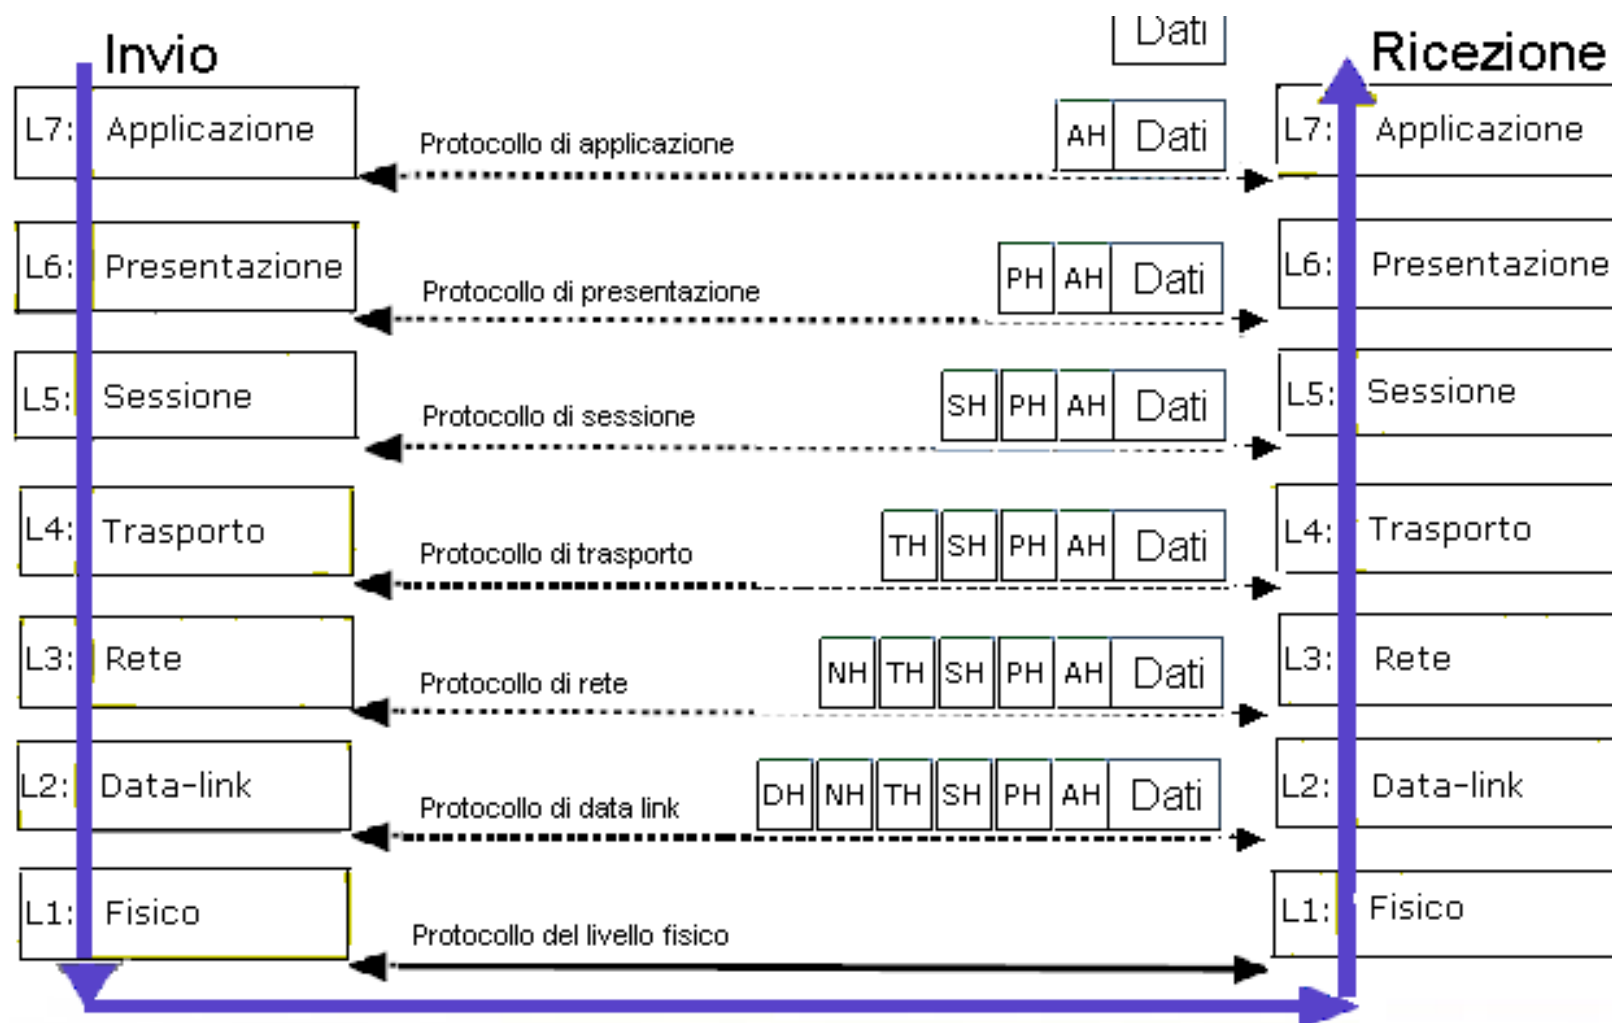 Invio
Dati
Ricezione
L7: Applicazione
Protocollo di applicazione
AH Dati
L7: Applicazione
L6: Presentazione
Protocollo di presentazione
PH AH Dati
L6: Presentazione
L5: Sessione
Protocollo di sessione
SH PH AH Dati
L5: Sessione
L4: Trasporto
Protocollo di trasporto
TH SH PH AH Dati
L4: Trasporto
L3: Rete
Protocollo di rete
NH TH SH PH AH Dati
L3: Rete
L2: Data-link
Protocollo di data link
DH NH TH SH PH AH Dati
L2: Data-link
L1: Fisico
Protocollo del livello fisico
L1: Fisico